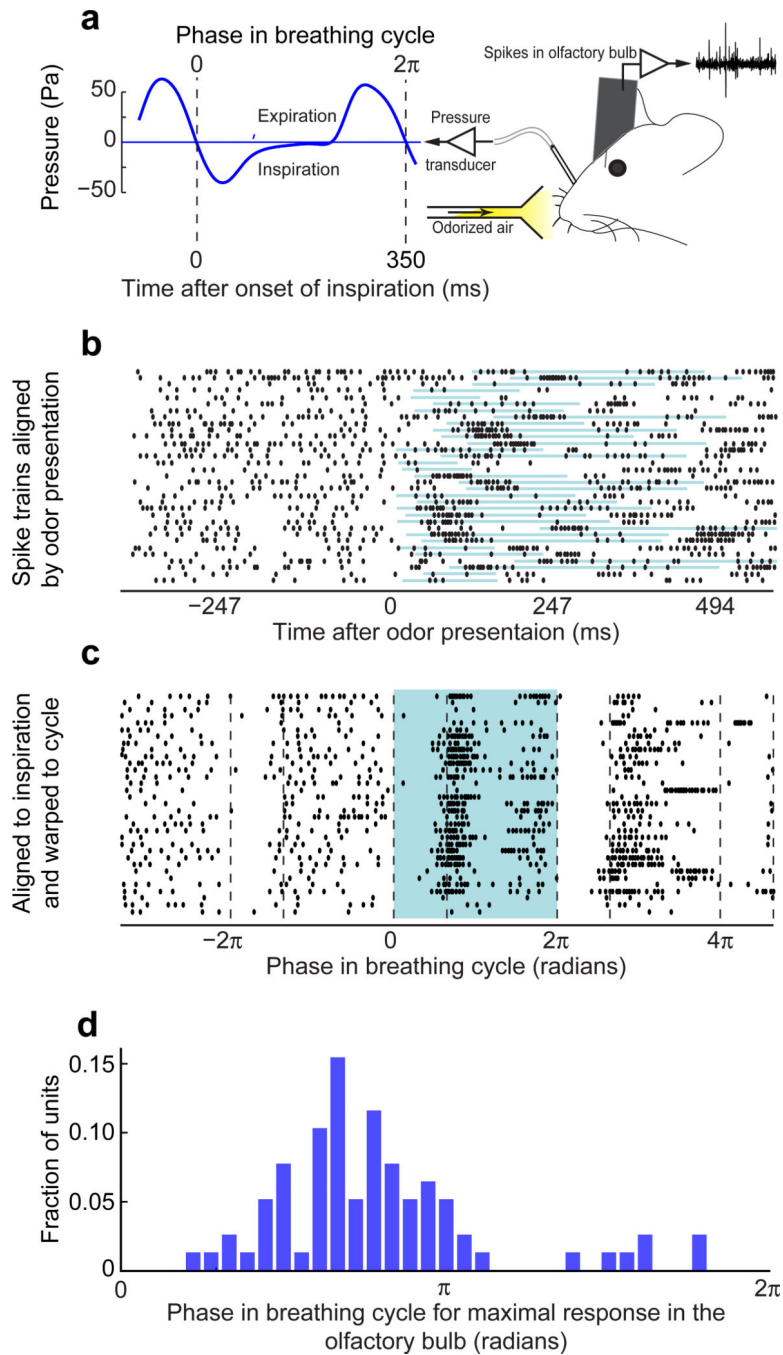 a
Phase in breathing cycle
0
2π
Spikes in olfactory bulb
Pressure (Pa)
50
0
−50
Expiration
Inspiration
Pressure
transducer
Odorized air
0
350
Time after onset of inspiration (ms)
b
Spike trains aligned
by odor presentation
−247
0
247
494
Time after odor presentaion (ms)
c
Aligned to inspiration
and warped to cycle
−2π
0
2π
4π
Phase in breathing cycle (radians)
d
Fraction of units
0.15
0.10
0.05
0
0
π
2π
Phase in breathing cycle for maximal response in the
olfactory bulb (radians)